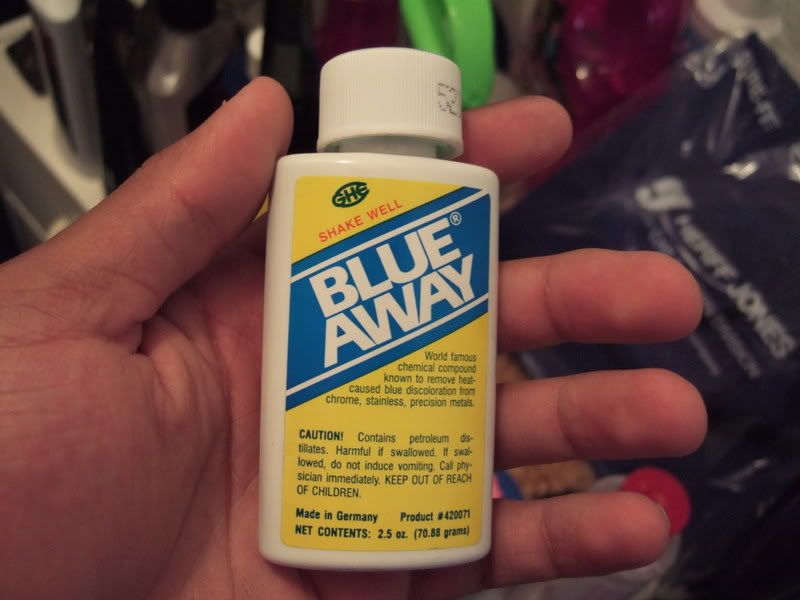 GHC
SHAKE WELL
BLUE®
AWAY
World famous
chemical compound
known to remove heat-
caused blue discoloration from
chrome, stainless, precision metals.
CAUTION! Contains petroleum dis-
tillates. Harmful if swallowed. If swal-
lowed, do not induce vomiting. Call phy-
sician immediately. KEEP OUT OF REACH
OF CHILDREN.
Made in Germany Product #420071
NET CONTENTS: 2.5 oz. (70.88 grams)
HERFF JONES